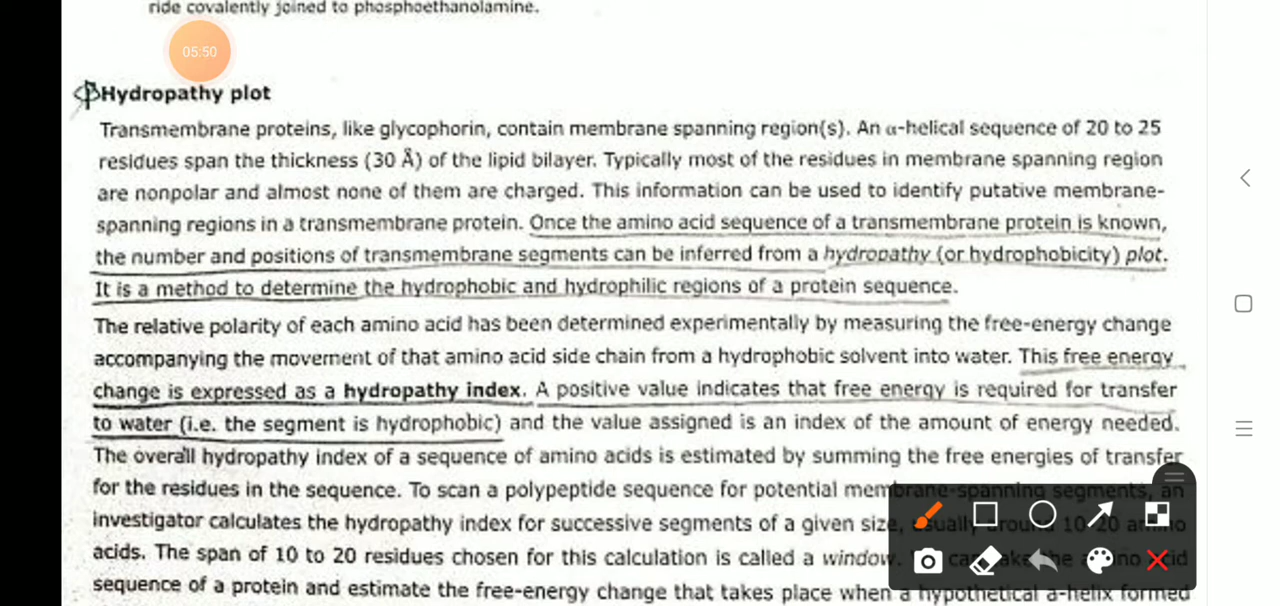 ride covalently joined to phosphoethanolamine.
05:50
Hydropathy plot
Transmembrane proteins, like glycophorin, contain membrane spanning region(s). An α-helical sequence of 20 to 25
residues span the thickness (30 Å) of the lipid bilayer. Typically most of the residues in membrane spanning region
are nonpolar and almost none of them are charged. This information can be used to identify putative membrane-
spanning regions in a transmembrane protein. Once the amino acid sequence of a transmembrane protein is known,
the number and positions of transmembrane segments can be inferred from a hydropathy (or hydrophobicity) plot.
It is a method to determine the hydrophobic and hydrophilic regions of a protein sequence.
The relative polarity of each amino acid has been determined experimentally by measuring the free-energy change
accompanying the movement of that amino acid side chain from a hydrophobic solvent into water. This free energy
change is expressed as a hydropathy index. A positive value indicates that free energy is required for transfer
to water (i.e. the segment is hydrophobic) and the value assigned is an index of the amount of energy needed.
The overall hydropathy index of a sequence of amino acids is estimated by summing the free energies of transfer
for the residues in the sequence. To scan a polypeptide sequence for potential membrane-spanning segments, an
investigator calculates the hydropathy index for successive segments of a given size, usually around 10-20 amino
acids. The span of 10 to 20 residues chosen for this calculation is called a window. the amino acid
sequence of a protein and estimate the free-energy change that takes place when a hypothetical a-helix formed